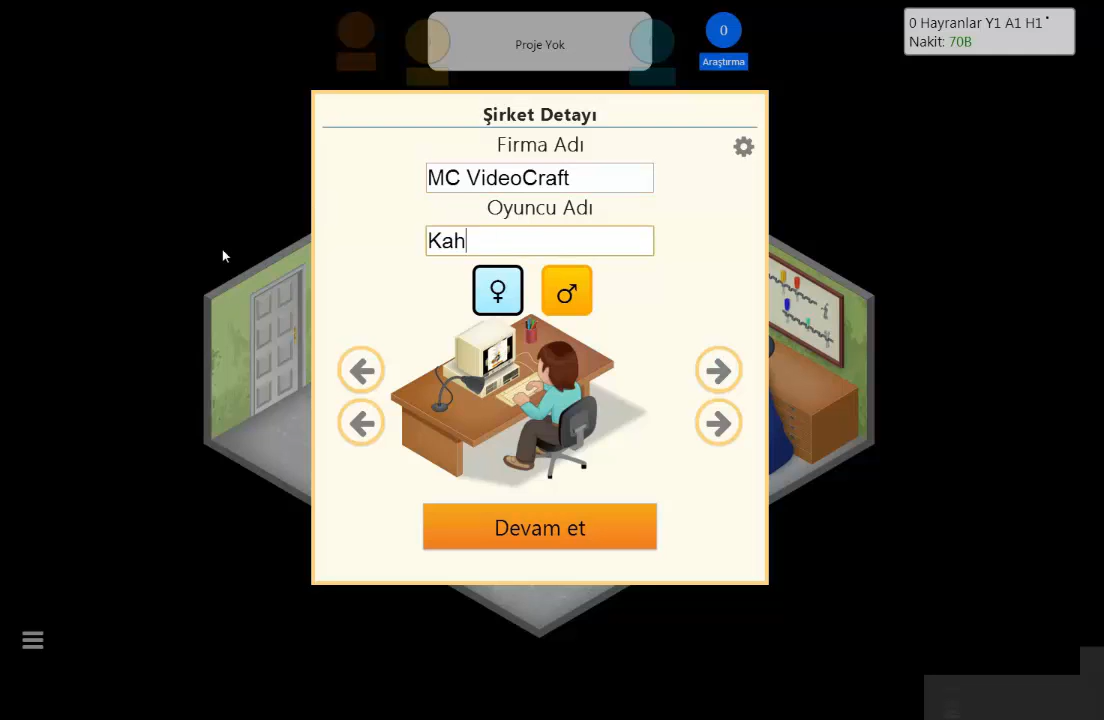 Proje Yok
0
Araştırma
0 Hayranlar Y1 A1 H1
Nakit: 70B
Şirket Detayı
Firma Adı
MC VideoCraft
Oyuncu Adı
Kah
Devam et